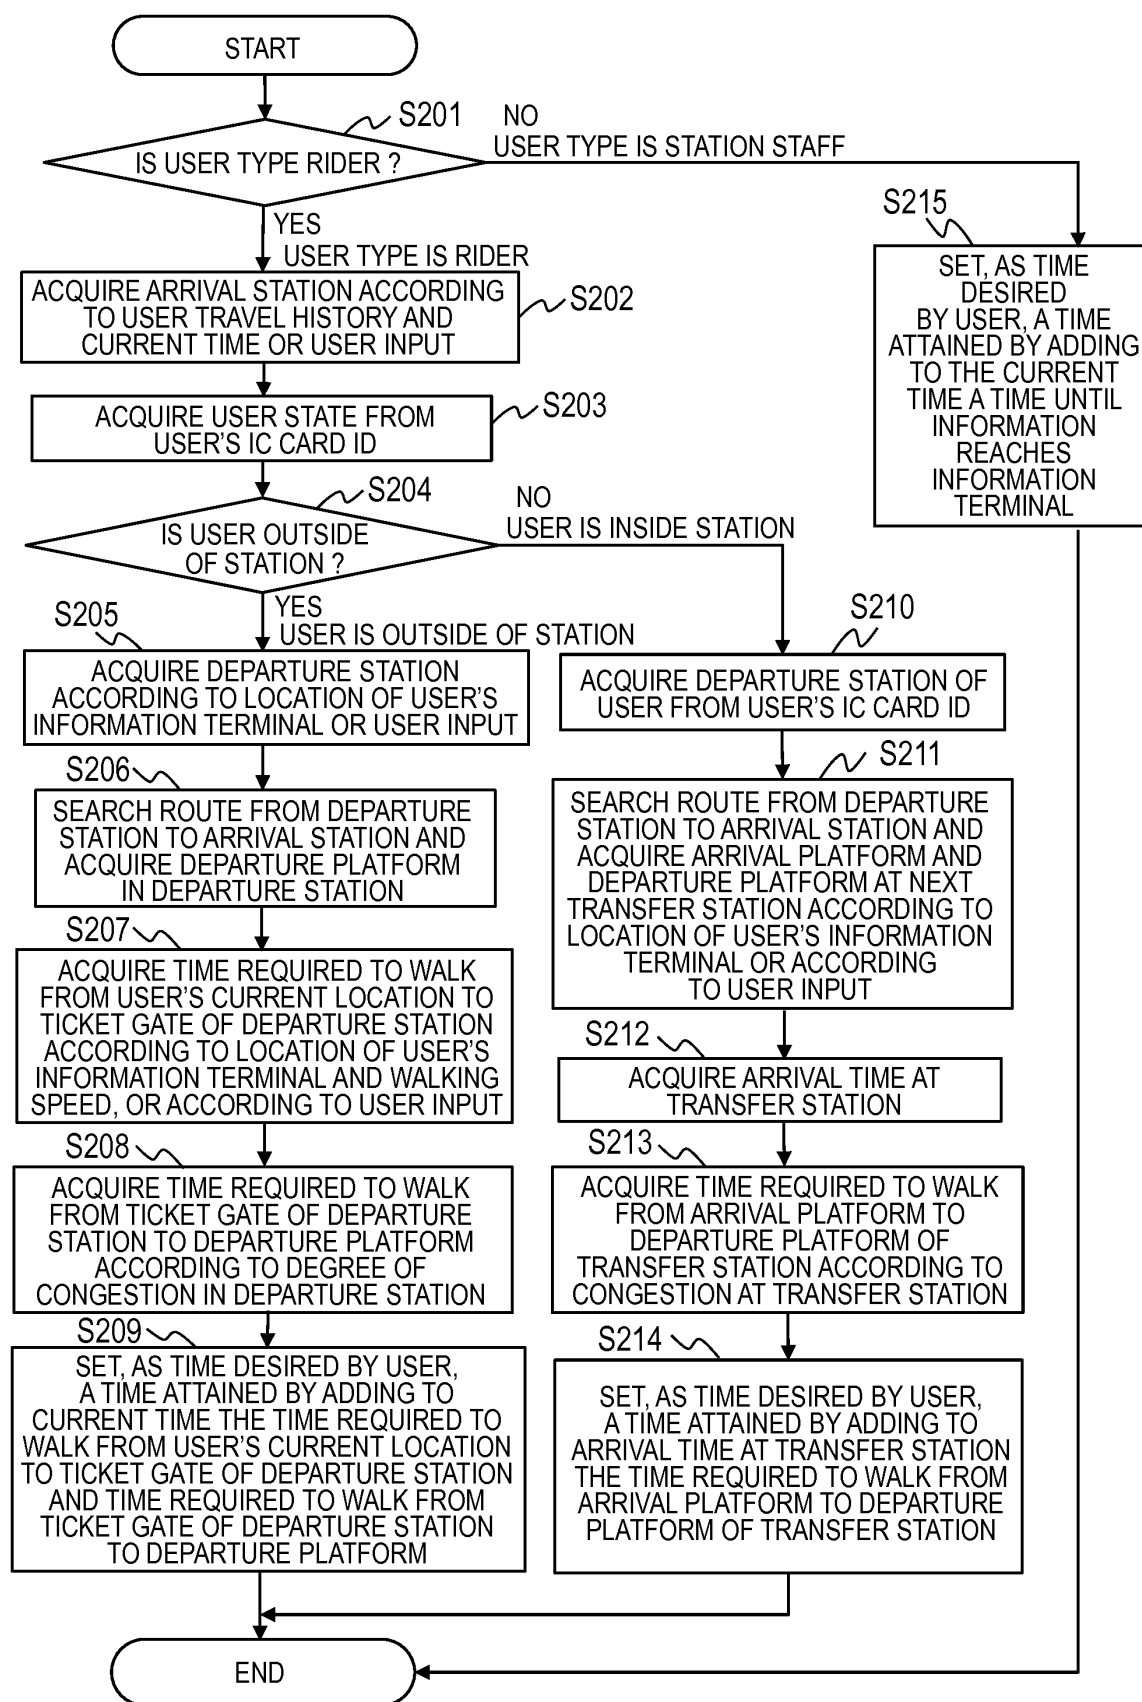 START
S201
IS USER TYPE RIDER ?
NO
USER TYPE IS STATION STAFF
YES
USER TYPE IS RIDER
S215
SET, AS TIME
DESIRED
BY USER, A TIME
ATTAINED BY ADDING
TO THE CURRENT
TIME A TIME UNTIL
INFORMATION
REACHES
INFORMATION
TERMINAL
S202
ACQUIRE ARRIVAL STATION ACCORDING
TO USER TRAVEL HISTORY AND
CURRENT TIME OR USER INPUT
S203
ACQUIRE USER STATE FROM
USER'S IC CARD ID
S204
IS USER OUTSIDE
OF STATION ?
NO
USER IS INSIDE STATION
YES
USER IS OUTSIDE OF STATION
S205
ACQUIRE DEPARTURE STATION
ACCORDING TO LOCATION OF USER'S
INFORMATION TERMINAL OR USER INPUT
S206
SEARCH ROUTE FROM DEPARTURE
STATION TO ARRIVAL STATION AND
ACQUIRE DEPARTURE PLATFORM
IN DEPARTURE STATION
S207
ACQUIRE TIME REQUIRED TO WALK
FROM USER'S CURRENT LOCATION TO
TICKET GATE OF DEPARTURE STATION
ACCORDING TO LOCATION OF USER'S
INFORMATION TERMINAL AND WALKING
SPEED, OR ACCORDING TO USER INPUT
S208
ACQUIRE TIME REQUIRED TO WALK
FROM TICKET GATE OF DEPARTURE
STATION TO DEPARTURE PLATFORM
ACCORDING TO DEGREE OF
CONGESTION IN DEPARTURE STATION
S209
SET, AS TIME DESIRED BY USER,
A TIME ATTAINED BY ADDING TO
CURRENT TIME THE TIME REQUIRED TO
WALK FROM USER'S CURRENT LOCATION
TO TICKET GATE OF DEPARTURE STATION
AND TIME REQUIRED TO WALK FROM
TICKET GATE OF DEPARTURE STATION
TO DEPARTURE PLATFORM
S210
ACQUIRE DEPARTURE STATION OF
USER FROM USER'S IC CARD ID
S211
SEARCH ROUTE FROM DEPARTURE
STATION TO ARRIVAL STATION AND
ACQUIRE ARRIVAL PLATFORM AND
DEPARTURE PLATFORM AT NEXT
TRANSFER STATION ACCORDING TO
LOCATION OF USER'S INFORMATION
TERMINAL OR ACCORDING
TO USER INPUT
S212
ACQUIRE ARRIVAL TIME AT
TRANSFER STATION
S213
ACQUIRE TIME REQUIRED TO WALK
FROM ARRIVAL PLATFORM TO
DEPARTURE PLATFORM OF
TRANSFER STATION ACCORDING TO
CONGESTION AT TRANSFER STATION
S214
SET, AS TIME DESIRED BY USER,
A TIME ATTAINED BY ADDING TO
ARRIVAL TIME AT TRANSFER STATION
THE TIME REQUIRED TO WALK FROM
ARRIVAL PLATFORM TO DEPARTURE
PLATFORM OF TRANSFER STATION
END